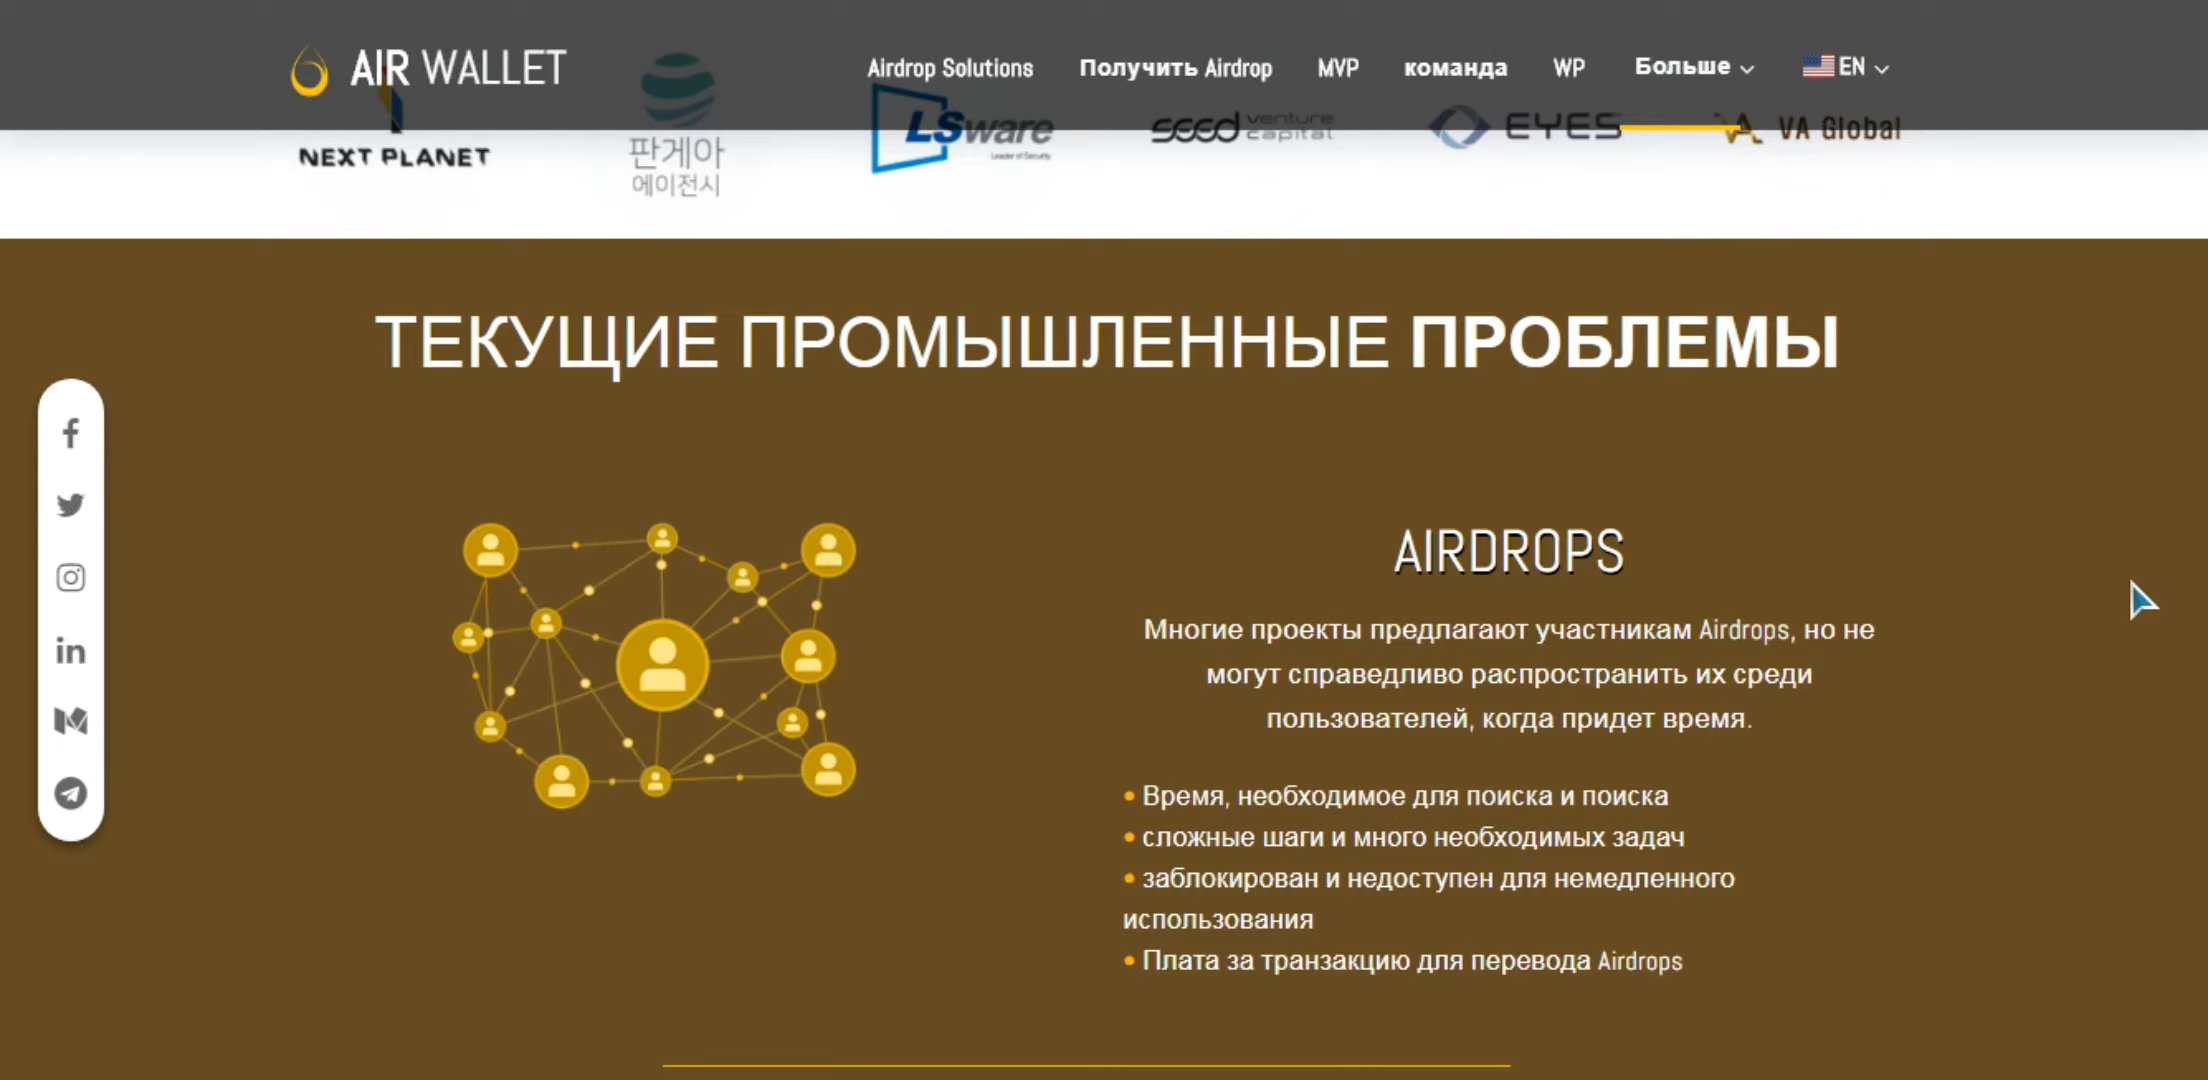 AIR WALLET
Airdrop Solutions
Получить Airdrop
MVP
команда
WP
Больше
EN
NEXT PLANET
판게아
에이전시
LSware
Leader of Security
seed venture
capital
EYES
VA Global
ТЕКУЩИЕ ПРОМЫШЛЕННЫЕ ПРОБЛЕМЫ
AIRDROPS
Многие проекты предлагают участникам Airdrops, но не
могут справедливо распространить их среди
пользователей, когда придет время.
• Время, необходимое для поиска и поиска
• сложные шаги и много необходимых задач
• заблокирован и недоступен для немедленного
использования
• Плата за транзакцию для перевода Airdrops